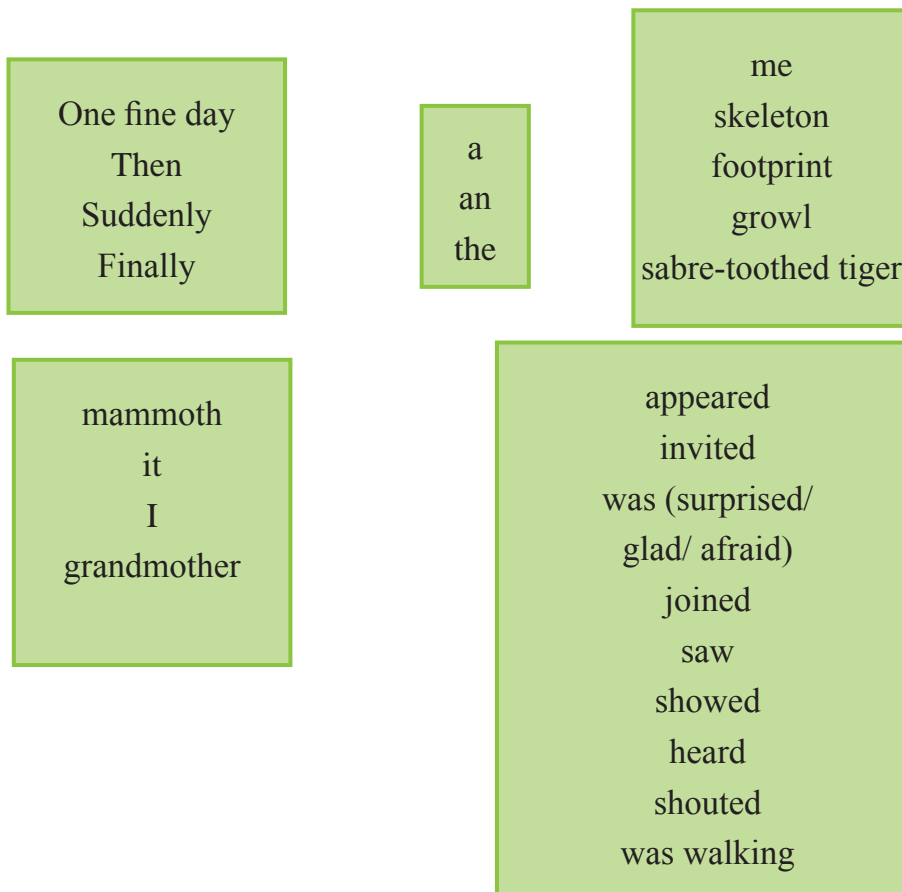 One fine day
Then
Suddenly
Finally
a
an
the
me
skeleton
footprint
growl
sabre-toothed tiger
mammoth
it
I
grandmother
appeared
invited
was (surprised/
glad/ afraid)
joined
saw
showed
heard
shouted
was walking